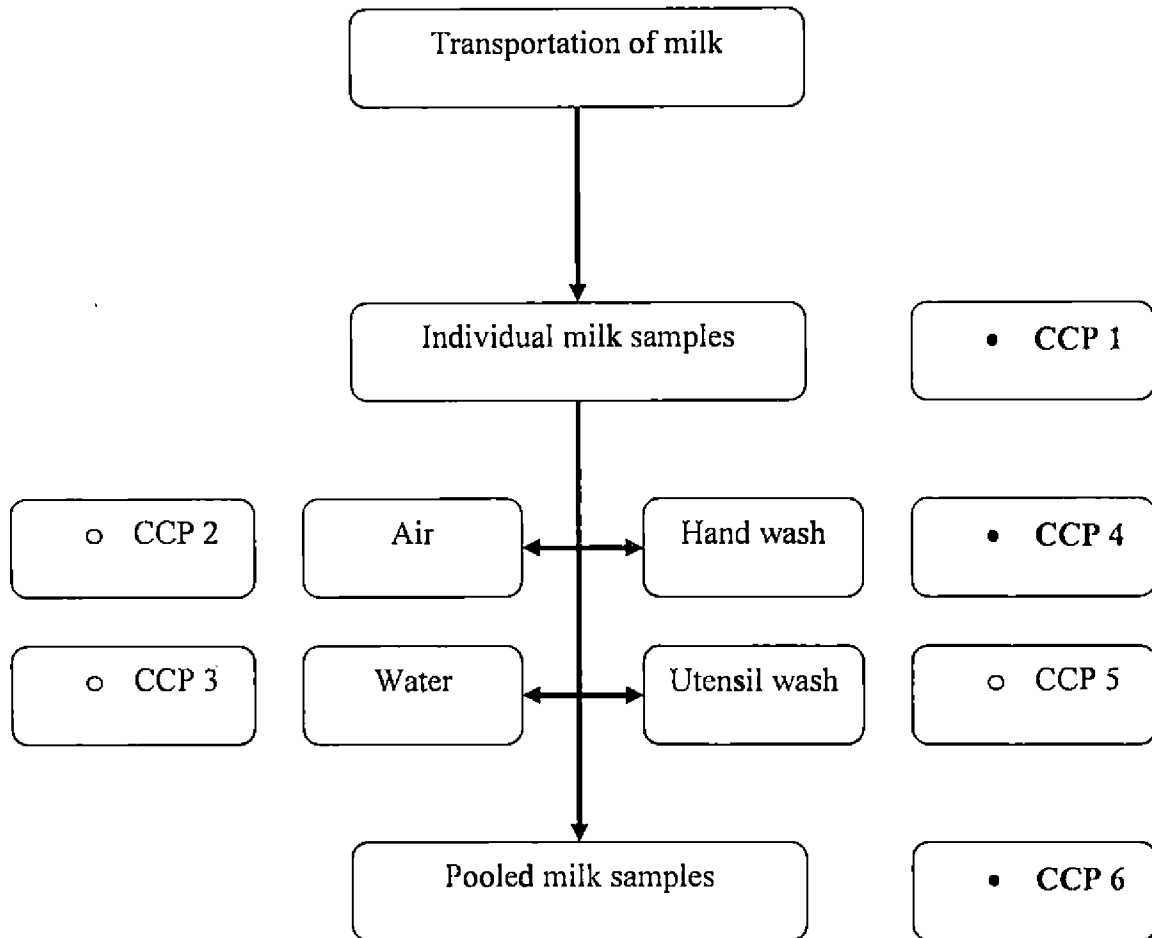 Transportation of milk
Individual milk samples
• CCP 1
○ CCP 2
Air
Hand wash
• CCP 4
○ CCP 3
Water
Utensil wash
○ CCP 5
Pooled milk samples
• CCP 6